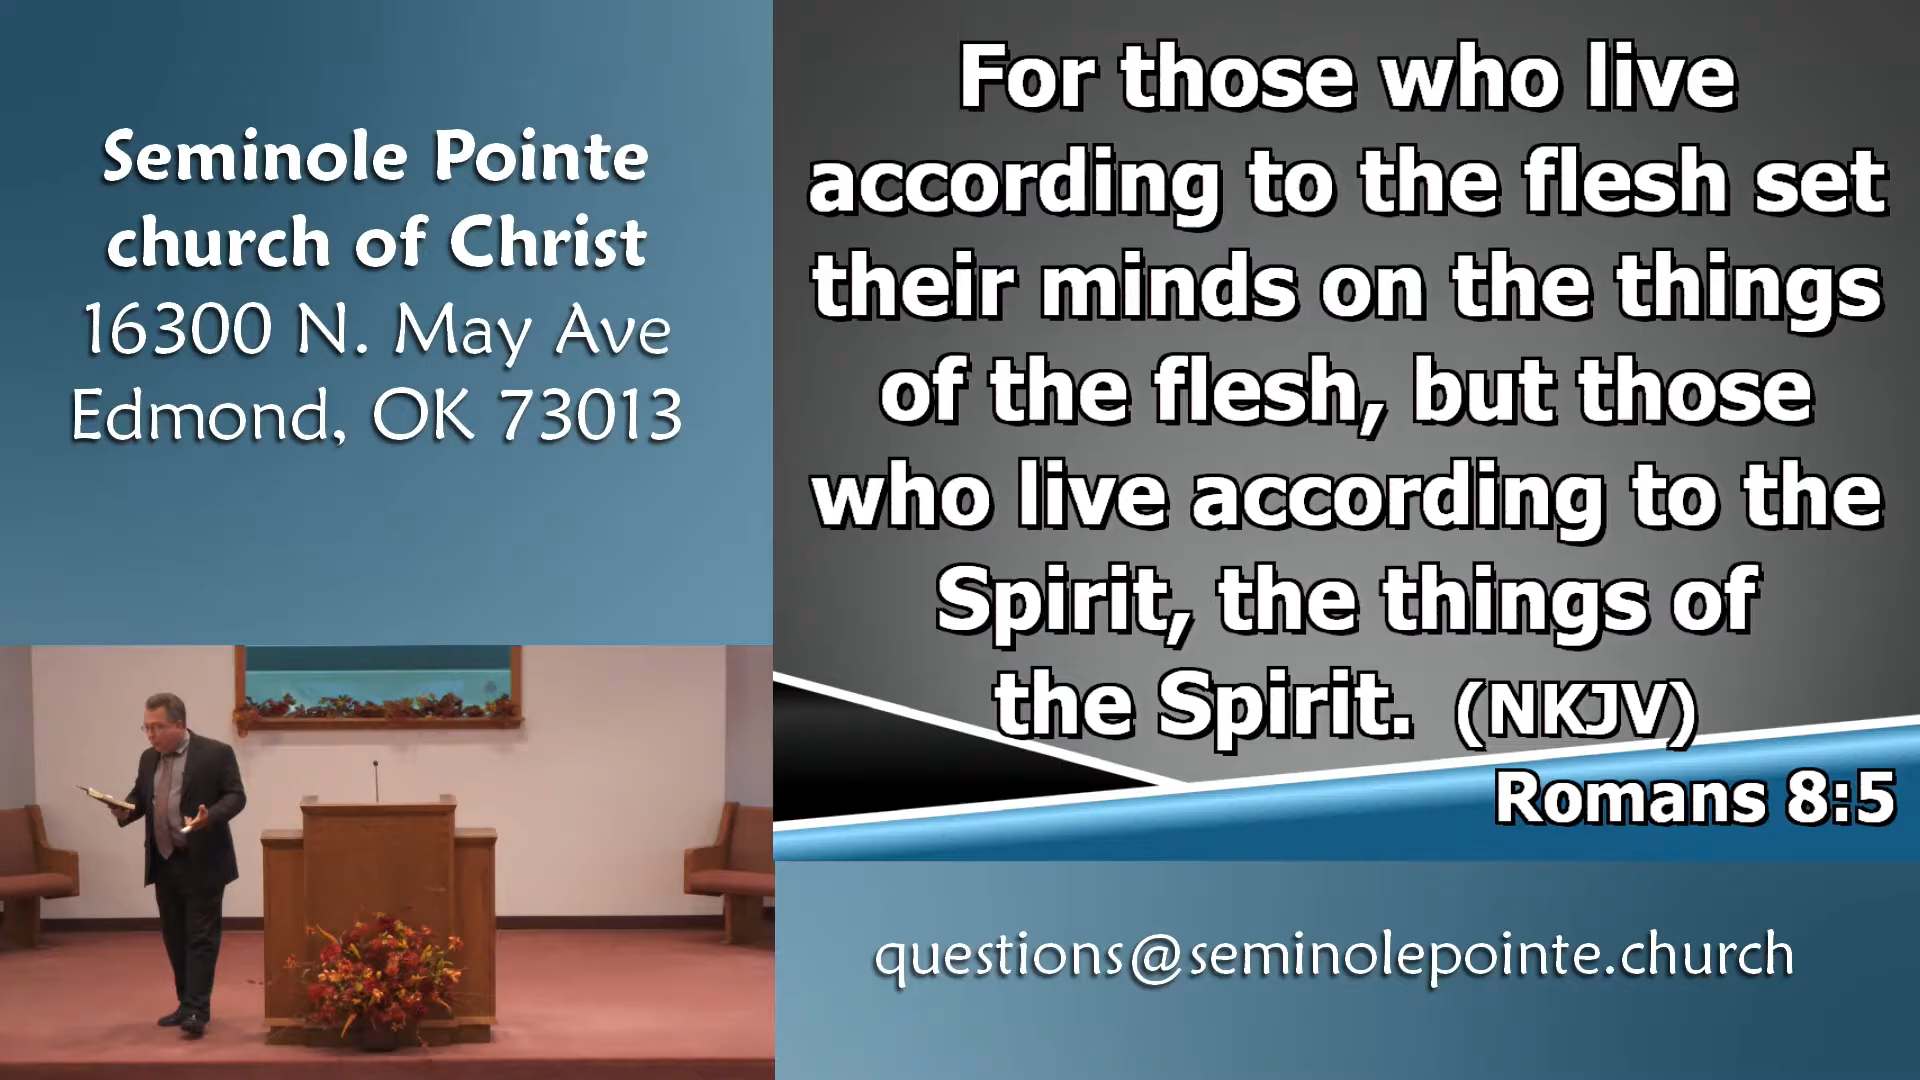 Seminole Pointe
church of Christ
16300 N. May Ave
Edmond, OK 73013
For those who live
according to the flesh set
their minds on the things
of the flesh, but those
who live according to the
Spirit, the things of
the Spirit. (NKJV)
Romans 8:5
questions@seminolepointe.church